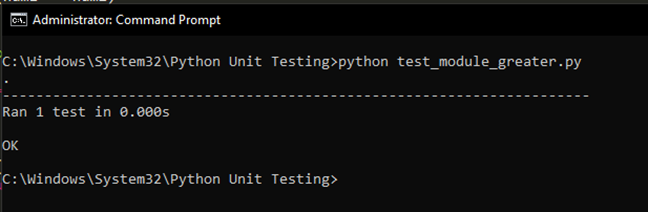 Administrator: Command Prompt
C:\Windows\System32\Python Unit Testing>python test_module_greater.py
.
----------------------------------------------------------------------
Ran 1 test in 0.000s
OK
C:\Windows\System32\Python Unit Testing>